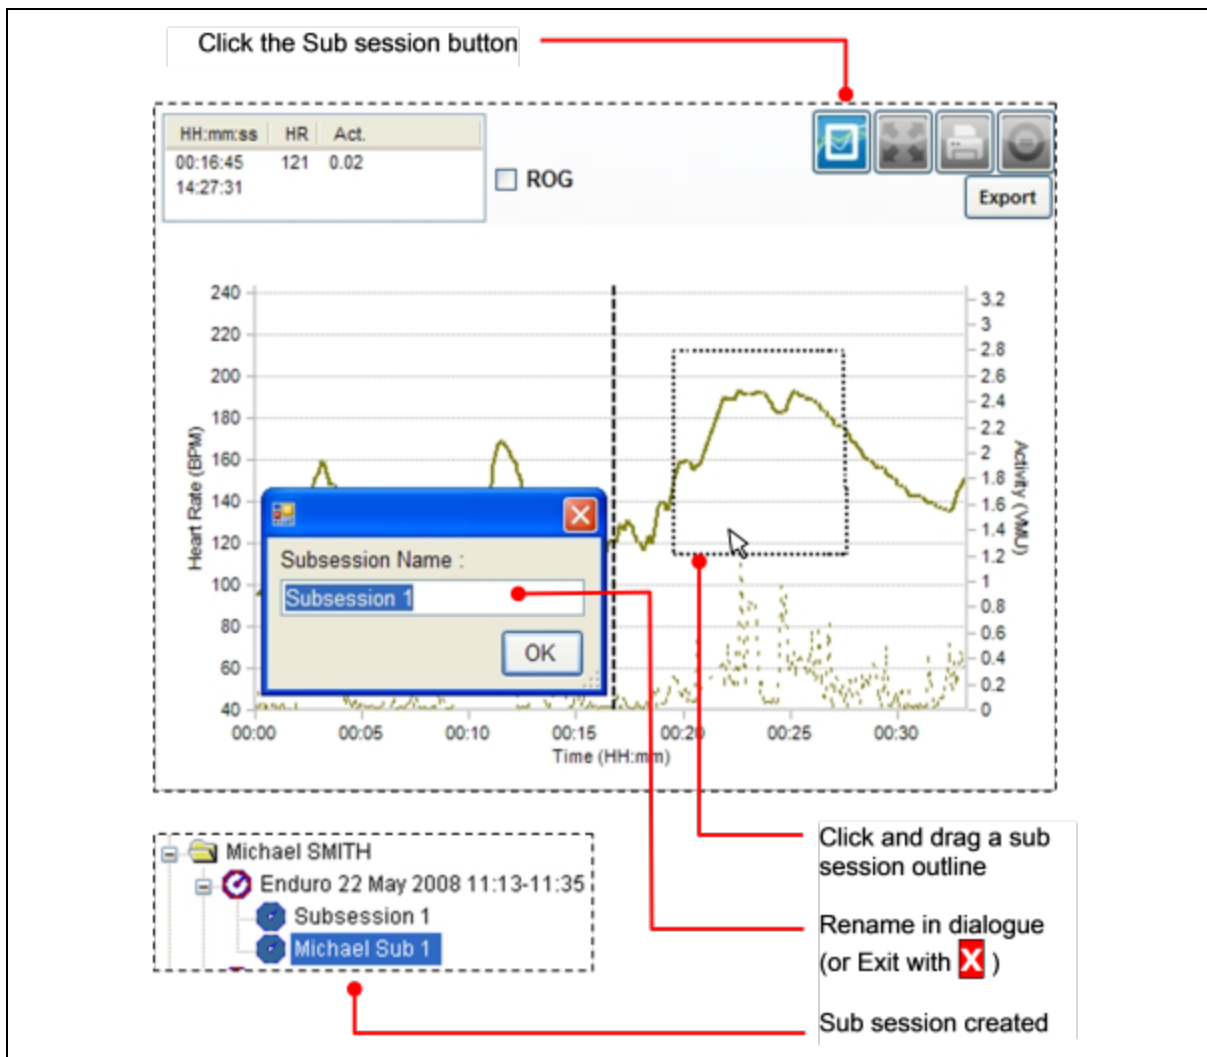 Click the Sub session button
HH:mm:ss HR Act.
00:16:45 121 0.02
14:27:31
ROG
Export
240
220
200
180
160
140
120
100
80
60
40
Heart Rate (BPM)
3.2
3
2.8
2.6
2.4
2.2
2
1.8
1.6
1.4
1.2
1
0.8
0.6
0.4
0.2
0
Activity (VMU)
Subsession Name :
Subsession 1
OK
00:00 00:05 00:10 00:15 00:20 00:25 00:30
Time (HH:mm)
Michael SMITH
Enduro 22 May 2008 11:13-11:35
Subsession 1
Michael Sub 1
Click and drag a sub
session outline
Rename in dialogue
(or Exit with X )
Sub session created